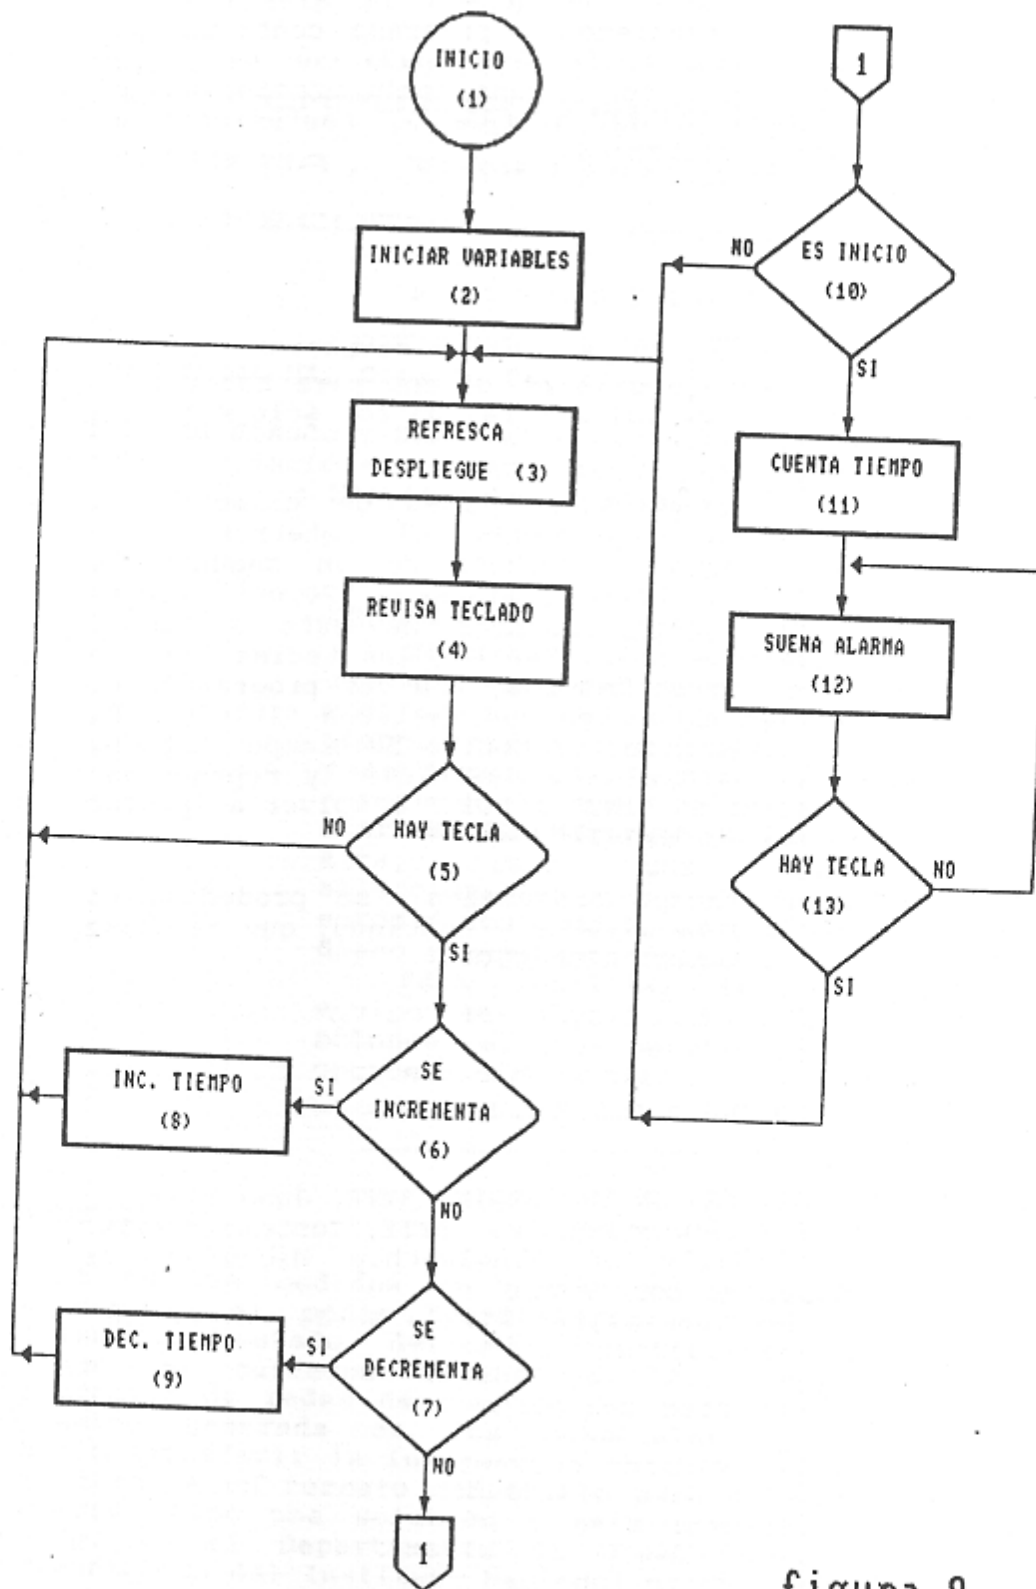 INICIO
(1)
INICIAR VARIABLES
(2)
REFRESCA
DESPLIEGUE (3)
REVISA TECLADO
(4)
NO
HAY TECLA
(5)
SI
INC. TIEMPO
(8)
SI
SE
INCREMENTA
(6)
NO
DEC. TIEMPO
(9)
SI
SE
DECREMENTA
(7)
NO
1
1
NO
ES INICIO
(10)
SI
CUENTA TIEMPO
(11)
SUENA ALARMA
(12)
HAY TECLA
(13)
NO
SI